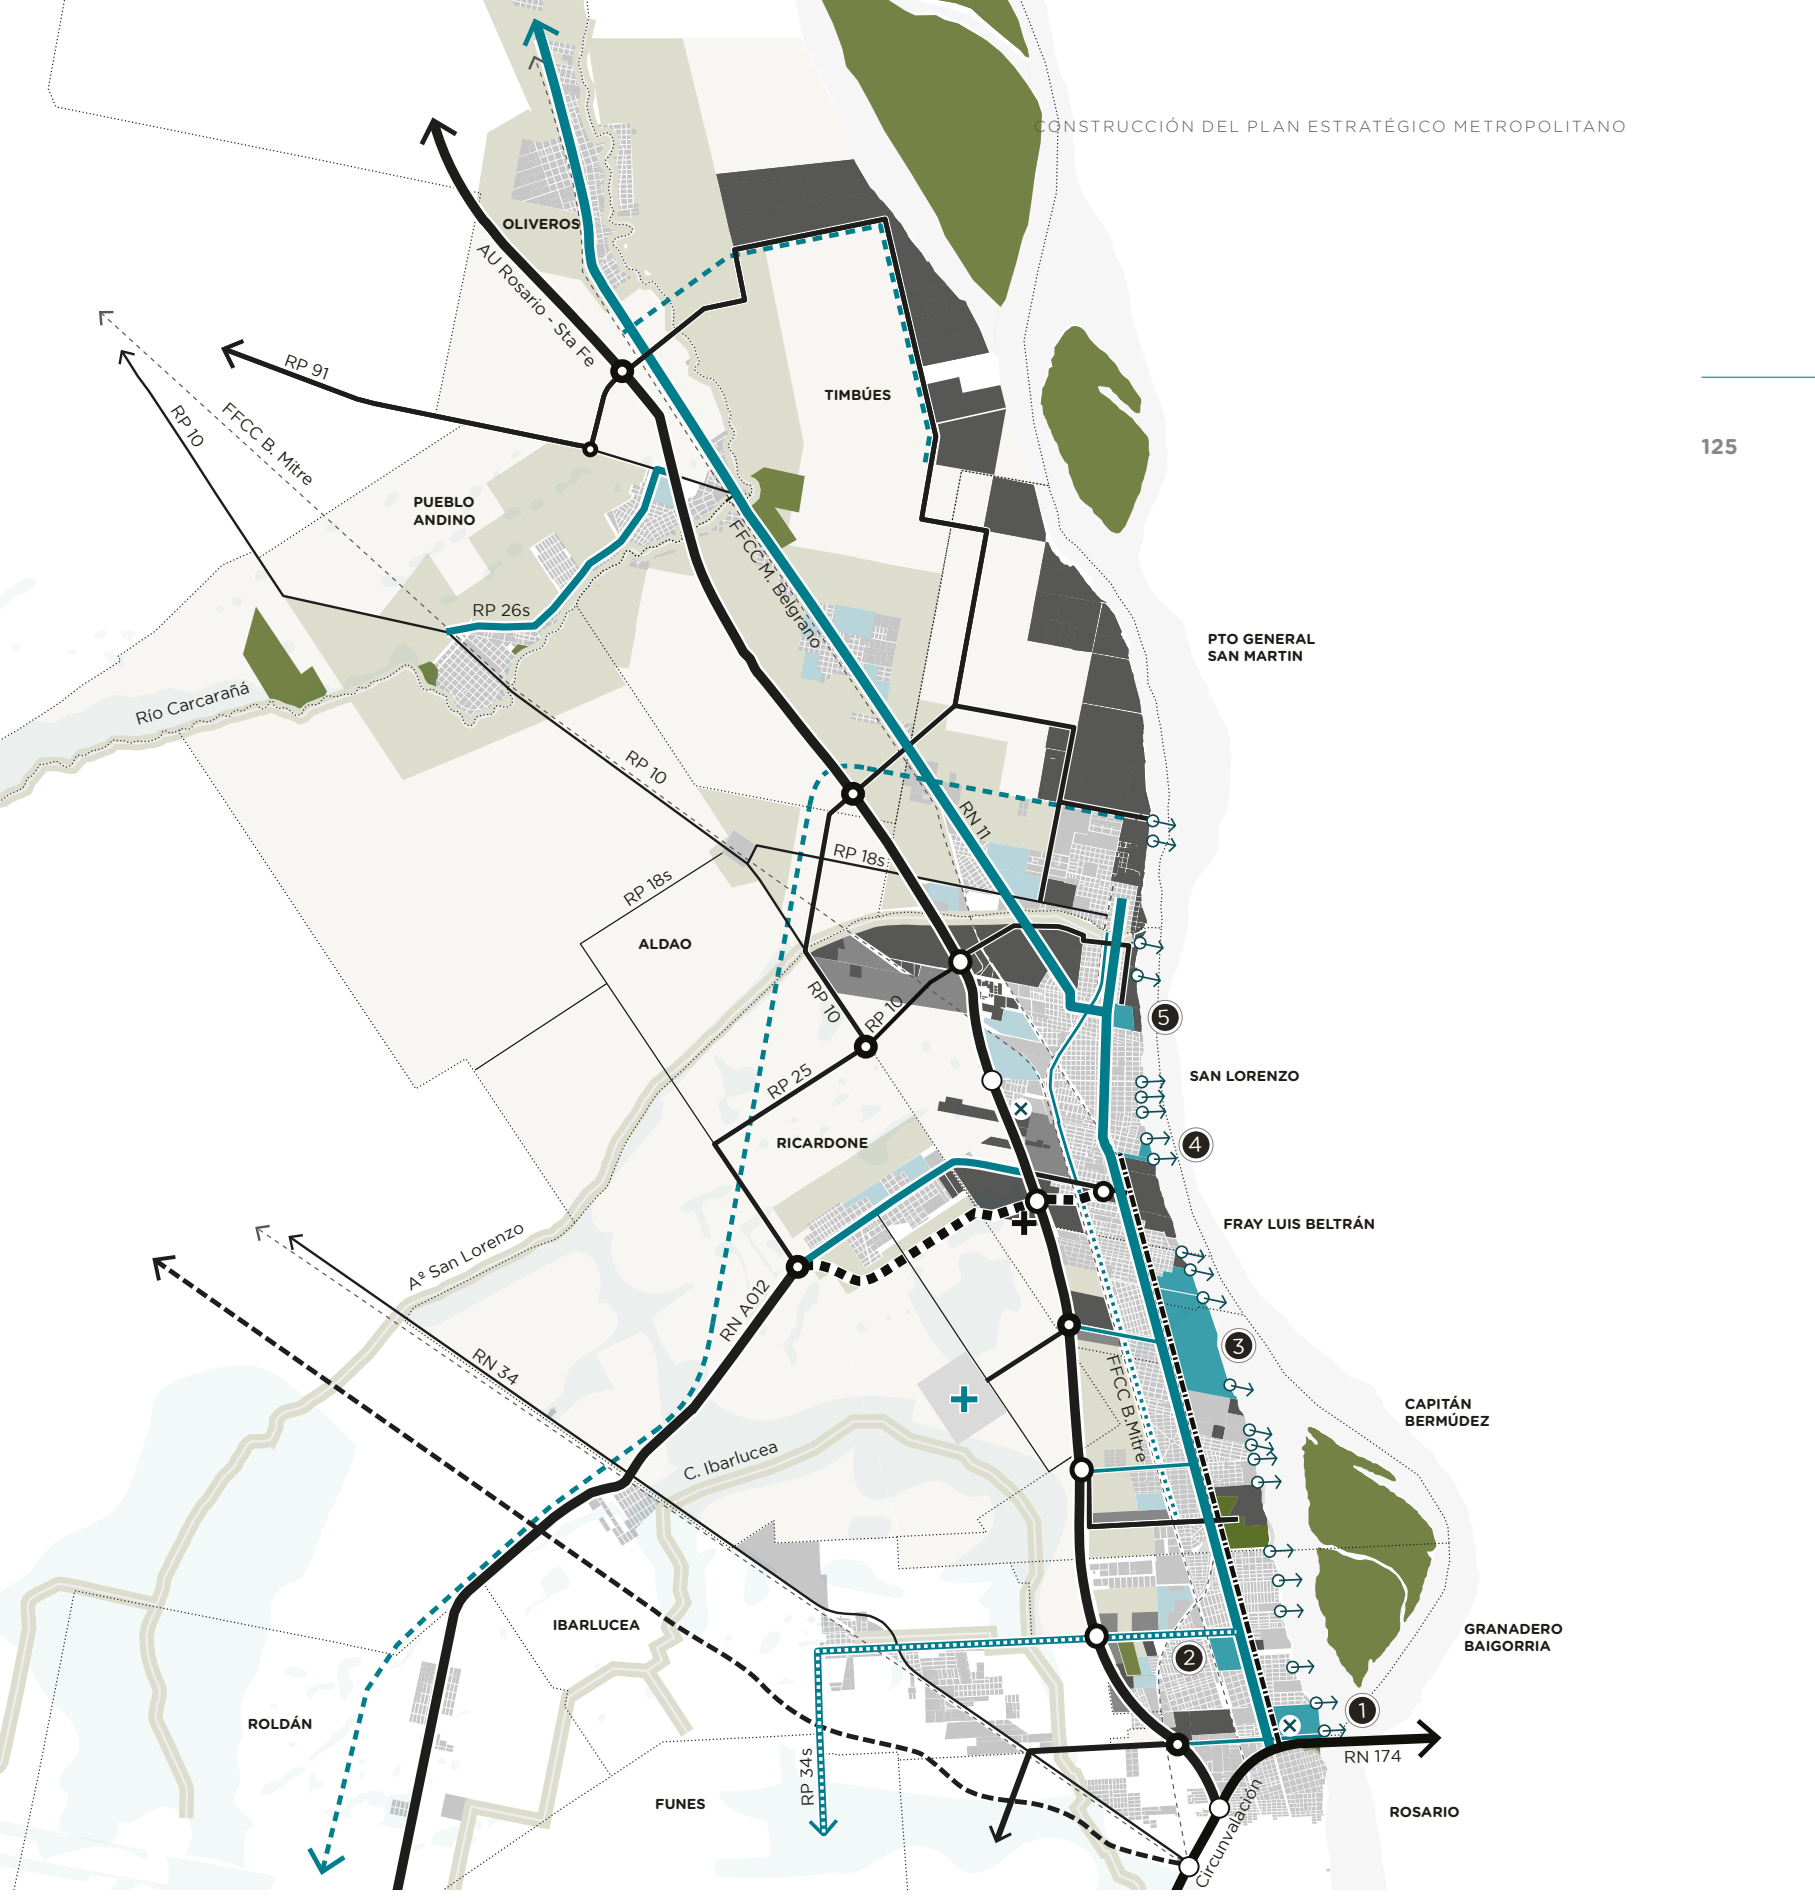 CONSTRUCCIÓN DEL PLAN ESTRATÉGICO METROPOLITANO
OLIVEROS
AU Rosario - Sta Fe
RP 91
RP 10
FFCC B. Mitre
TIMBÚES
125
PUEBLO
ANDINO
FFCC M. Belgrano
RP 26s
PTO GENERAL
SAN MARTIN
Río Carcarañá
RP 10
RN 11
RP 18s
RP 18s
ALDAO
RP 10
RP 10
5
RP 25
SAN LORENZO
RICARDONE
4
FRAY LUIS BELTRÁN
Aº San Lorenzo
RN A012
3
RN 34
FFCC B.Mitre
CAPITÁN
BERMÚDEZ
C. Ibarlucea
IBARLUCEA
GRANADERO
BAIGORRIA
2
1
ROLDÁN
RN 174
RP 34s
FUNES
ROSARIO
Circunvalación